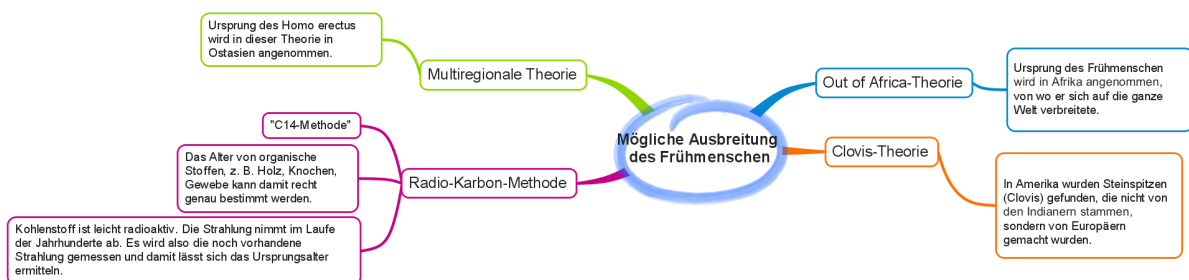 Mögliche Ausbreitung
des Frühmenschen
Multiregionale Theorie
Ursprung des Homo erectus
wird in dieser Theorie in
Ostasien angenommen.
Radio-Karbon-Methode
"C14-Methode"
Das Alter von organische
Stoffen, z. B. Holz, Knochen,
Gewebe kann damit recht
genau bestimmt werden.
Kohlenstoff ist leicht radioaktiv. Die Strahlung nimmt im Laufe
der Jahrhunderte ab. Es wird also die noch vorhandene
Strahlung gemessen und damit lässt sich das Ursprungsalter
ermitteln.
Out of Africa-Theorie
Ursprung des Frühmenschen
wird in Afrika angenommen,
von wo er sich auf die ganze
Welt verbreitete.
Clovis-Theorie
In Amerika wurden Steinspitzen
(Clovis) gefunden, die nicht von
den Indianern stammen,
sondern von Europäern
gemacht wurden.